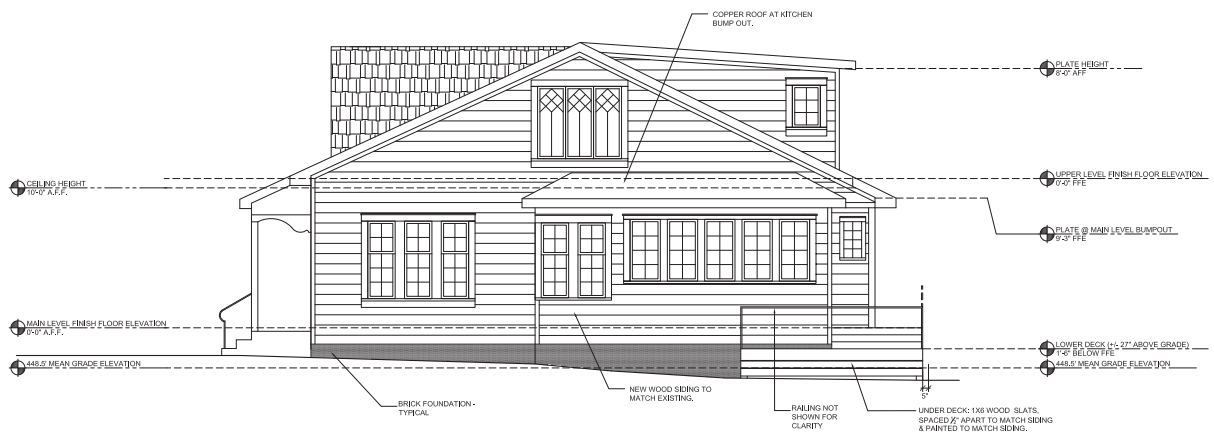 COPPER ROOF AT KITCHEN
BUMP OUT.
PLATE HEIGHT
8'-0" AFF
CEILING HEIGHT
10'-0" A.F.F.
UPPER LEVEL FINISH FLOOR ELEVATION
0'-0" FFE
PLATE @ MAIN LEVEL BUMPOUT
9'-3" FFE
MAIN LEVEL FINISH FLOOR ELEVATION
0'-0" A.F.F.
LOWER DECK (+/- 27" ABOVE GRADE)
1'-6" BELOW FFE
448.5' MEAN GRADE ELEVATION
448.5' MEAN GRADE ELEVATION
5"
BRICK FOUNDATION -
TYPICAL
NEW WOOD SIDING TO
MATCH EXISTING.
RAILING NOT
SHOWN FOR
CLARITY
UNDER DECK: 1X6 WOOD SLATS,
SPACED ½" APART TO MATCH SIDING
& PAINTED TO MATCH SIDING.